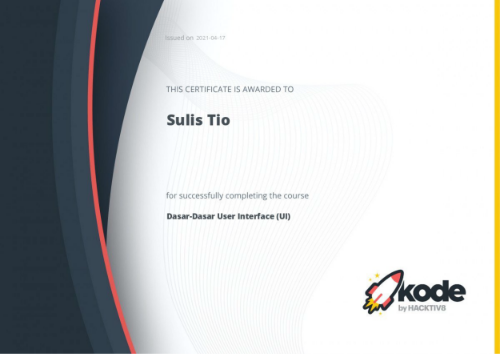 Issued on: 2021-04-17
THIS CERTIFICATE IS AWARDED TO
Sulis Tio
for successfully completing the course
Dasar-Dasar User Interface (UI)
kode
by HACKTIV8